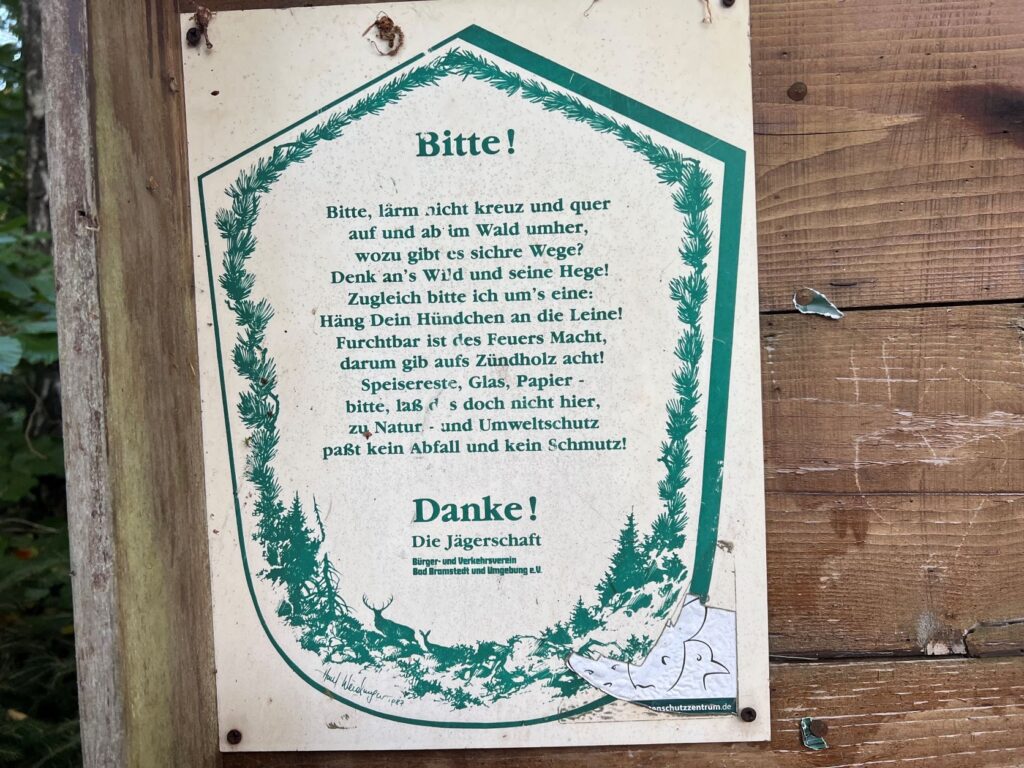 Bitte!
Bitte, lärm nicht kreuz und quer
auf und ab im Wald umher,
wozu gibt es sichre Wege?
Denk an's Wild und seine Hege!
Zugleich bitte ich um's eine:
Häng Dein Hündchen an die Leine!
Furchtbar ist des Feuers Macht,
darum gib aufs Zündholz acht!
Speisereste, Glas, Papier -
bitte, laß das doch nicht hier,
zu Natur - und Umweltschutz
paßt kein Abfall und kein Schmutz!
Danke!
Die Jägerschaft
Bürger- und Verkehrsverein
Bad Bramstedt und Umgebung e.V.
enschutzzentrum.de